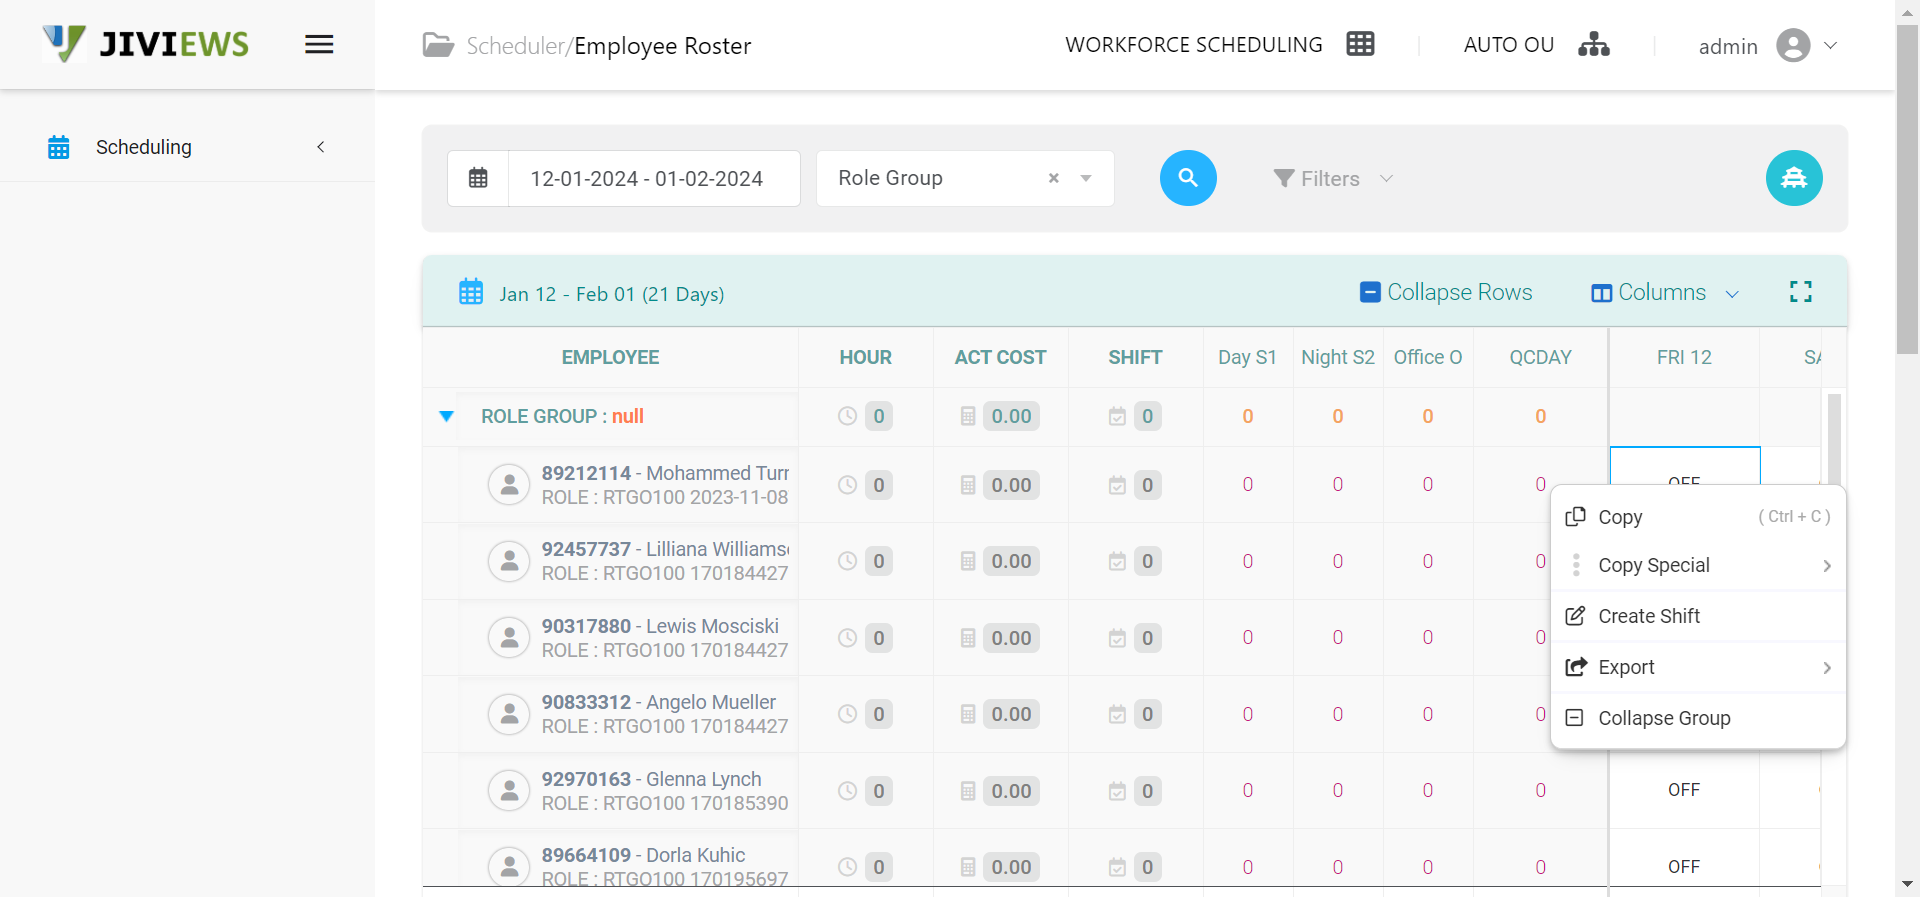 JIVIEWS
Scheduler/Employee Roster
WORKFORCE SCHEDULING
AUTO OU
admin
Scheduling
12-01-2024 - 01-02-2024
Role Group
Filters
Jan 12 - Feb 01 (21 Days)
Collapse Rows
Columns
EMPLOYEE HOUR ACT COST SHIFT Day S1 Night S2 Office O QCDAY FRI 12 SA
ROLE GROUP : null 0 0.00 0 0 0 0 0
89212114 - Mohammed Turr
ROLE : RTGO100 2023-11-08
0 0.00 0 0 0 0 0 OFF
92457737 - Lilliana Williams
ROLE : RTGO100 170184427
0 0.00 0 0 0 0 0
90317880 - Lewis Mosciski
ROLE : RTGO100 170184427
0 0.00 0 0 0 0 0
90833312 - Angelo Mueller
ROLE : RTGO100 170184427
0 0.00 0 0 0 0 0
92970163 - Glenna Lynch
ROLE : RTGO100 170185390
0 0.00 0 0 0 0 0 OFF
89664109 - Dorla Kuhic
ROLE : RTGO100 170195697
0 0.00 0 0 0 0 0 OFF
Copy ( Ctrl + C )
Copy Special
Create Shift
Export
Collapse Group